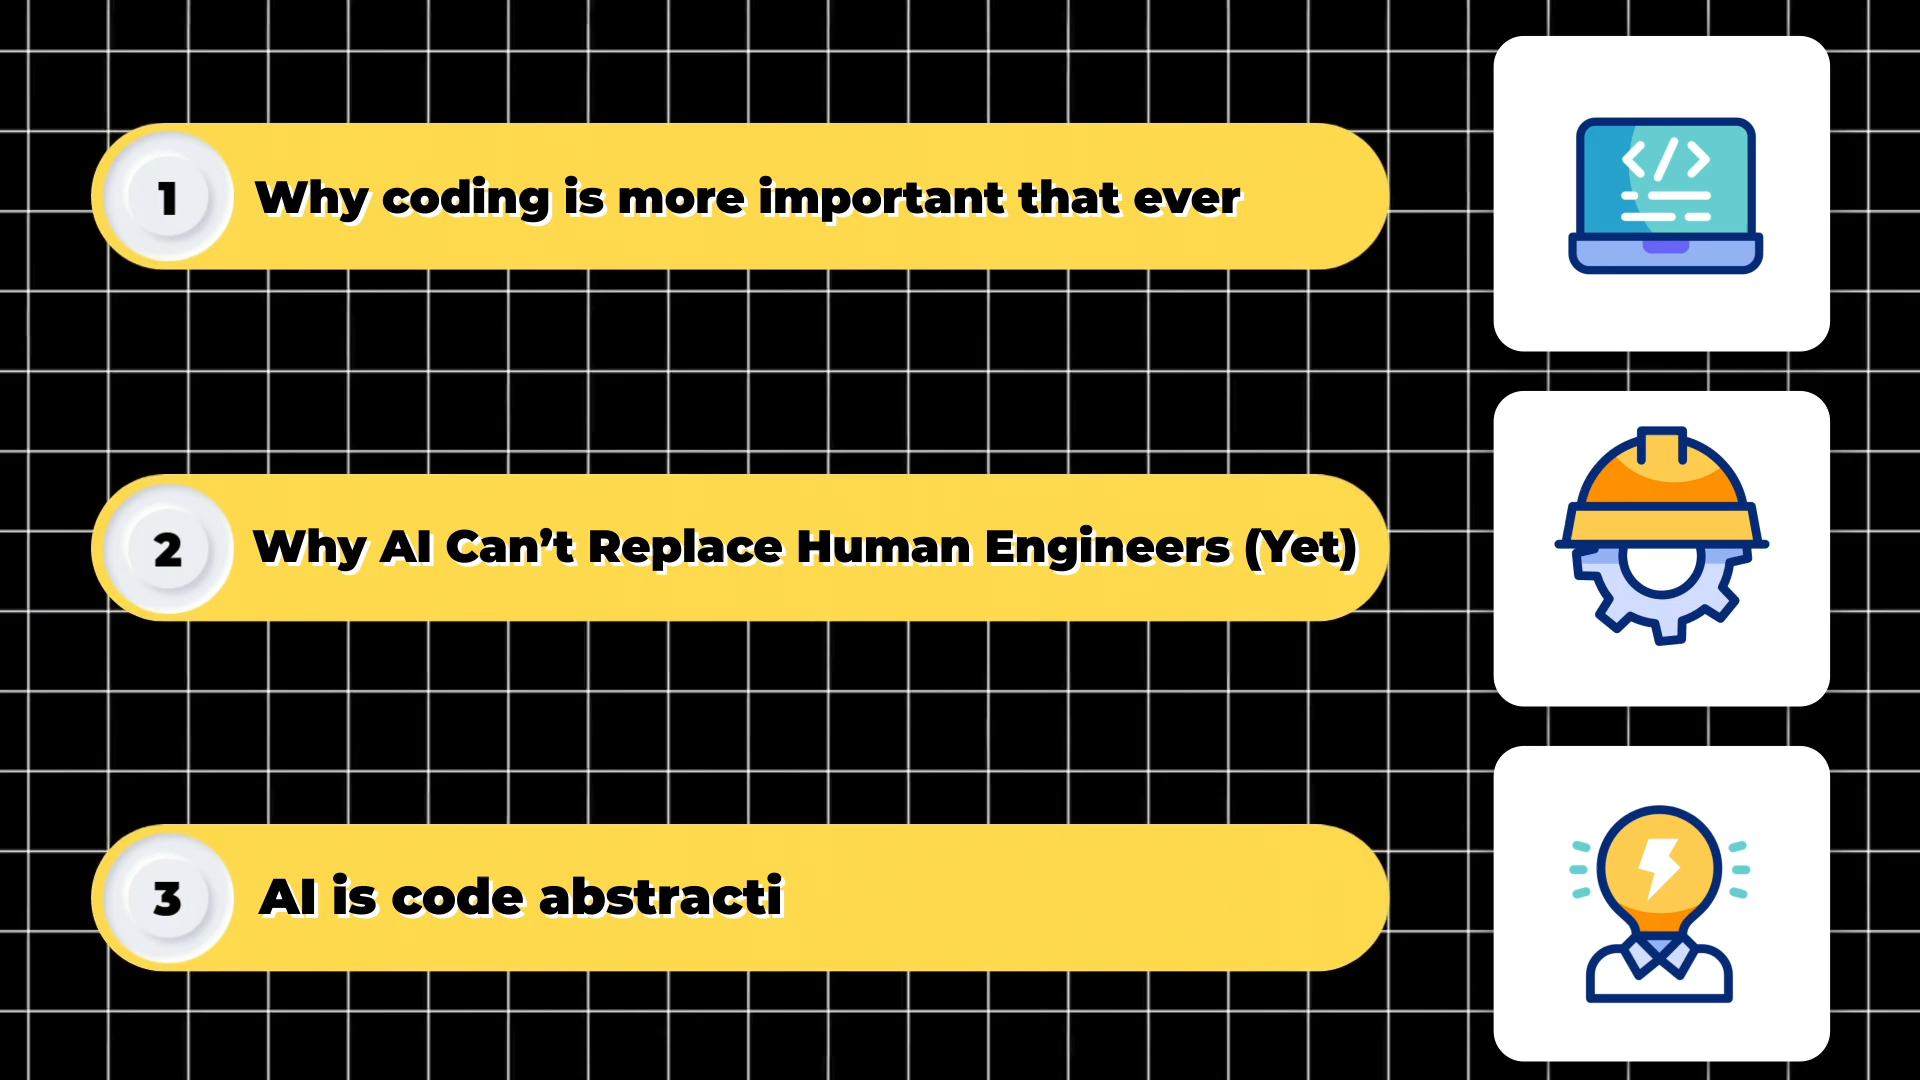 1
Why coding is more important that ever
2
Why AI Can’t Replace Human Engineers (Yet)
3
AI is code abstracti